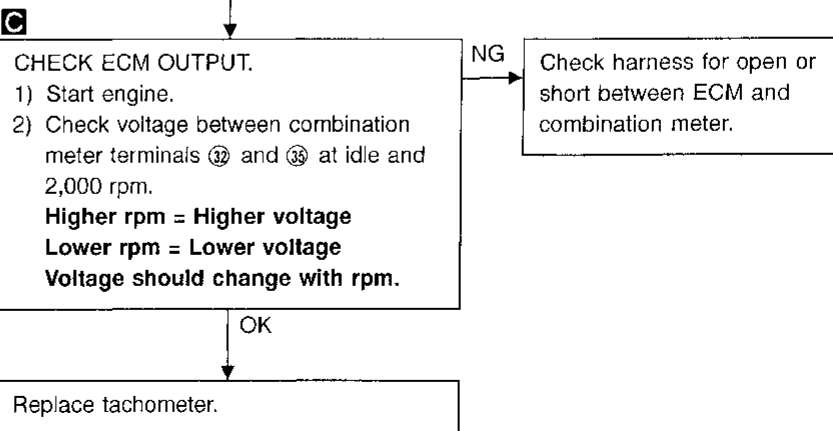 C
CHECK ECM OUTPUT.
1) Start engine.
2) Check voltage between combination
meter terminals ㉜ and ㉟ at idle and
2,000 rpm.
Higher rpm = Higher voltage
Lower rpm = Lower voltage
Voltage should change with rpm.
NG
Check harness for open or
short between ECM and
combination meter.
OK
Replace tachometer.